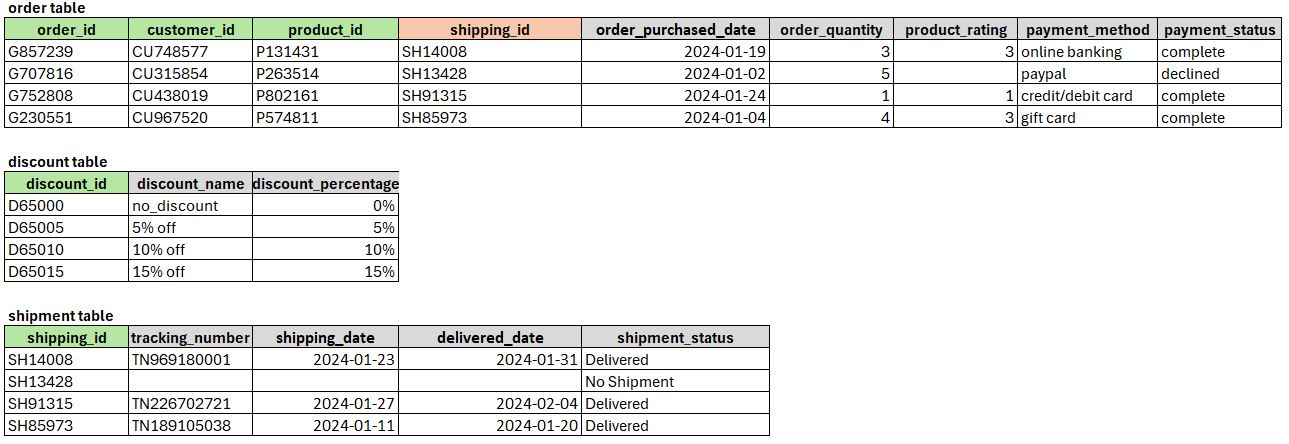 order table
order_id customer_id product_id shipping_id order_purchased_date order_quantity product_rating payment_method payment_status
G857239 CU748577 P131431 SH14008 2024-01-19 3 3 online banking complete
G707816 CU315854 P263514 SH13428 2024-01-02 5 paypal declined
G752808 CU438019 P802161 SH91315 2024-01-24 1 1 credit/debit card complete
G230551 CU967520 P574811 SH85973 2024-01-04 4 3 gift card complete
discount table
discount_id discount_name discount_percentage
D65000 no_discount 0%
D65005 5% off 5%
D65010 10% off 10%
D65015 15% off 15%
shipment table
shipping_id tracking_number shipping_date delivered_date shipment_status
SH14008 TN969180001 2024-01-23 2024-01-31 Delivered
SH13428 No Shipment
SH91315 TN226702721 2024-01-27 2024-02-04 Delivered
SH85973 TN189105038 2024-01-11 2024-01-20 Delivered